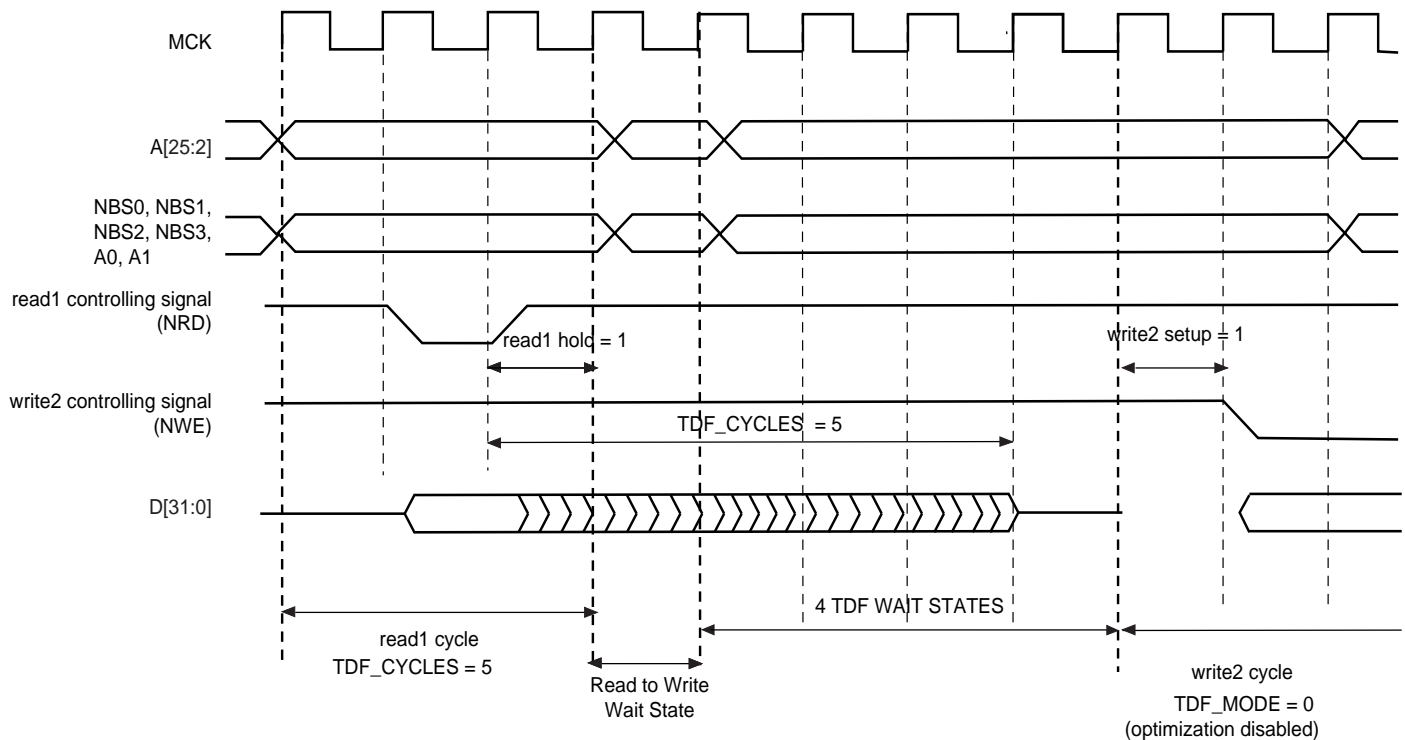 MCK
A[25:2]
NBS0, NBS1,
NBS2, NBS3,
A0, A1
read1 controlling signal
(NRD)
read1 hold = 1
write2 setup = 1
write2 controlling signal
(NWE)
TDF_CYCLES = 5
D[31:0]
4 TDF WAIT STATES
read1 cycle
TDF_CYCLES = 5
Read to Write
Wait State
write2 cycle
TDF_MODE = 0
(optimization disabled)